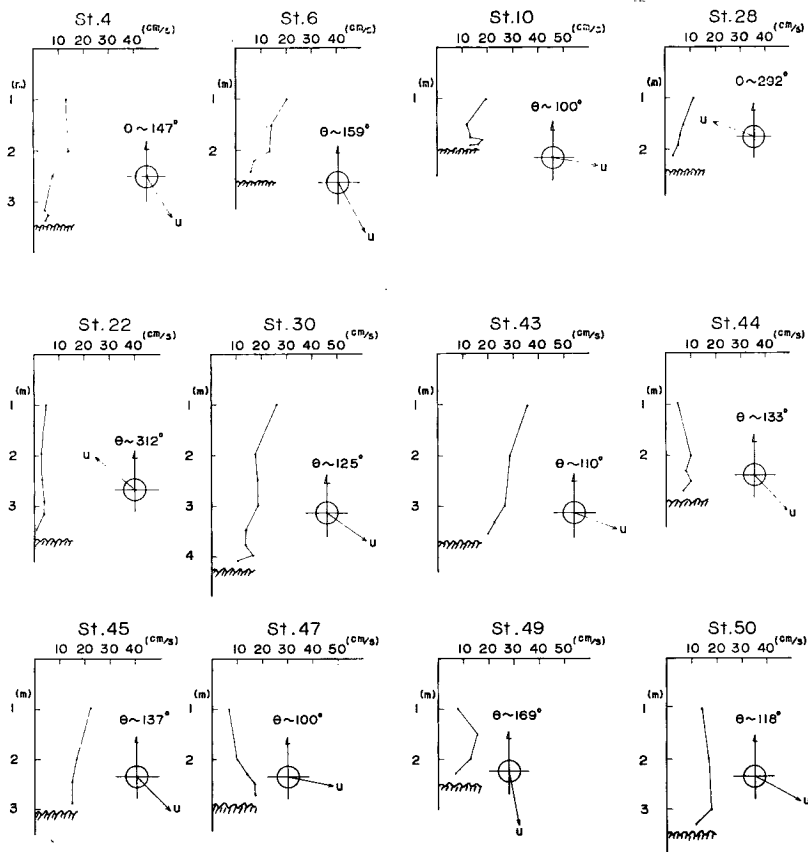 St.4
(cm/s)
10 20 30 40
(m)
1
2
3
θ~147°
u
St.6
(cm/s)
10 20 30 40
(m)
1
2
θ~159°
u
St.10
(cm/s)
10 20 30 40 50
(m)
1
2
θ~100°
u
St.28
(cm/s)
10 20 30 40
(m)
1
2
θ~292°
u
St.22
(cm/s)
10 20 30 40
(m)
1
2
3
θ~312°
u
St.30
(cm/s)
10 20 30 40 50
(m)
1
2
3
4
θ~125°
u
St.43
(cm/s)
10 20 30 40 50
(m)
1
2
3
θ~110°
u
St.44
(cm/s)
10 20 30 40
(m)
1
2
θ~133°
u
St.45
(cm/s)
10 20 30 40
(m)
1
2
3
θ~137°
u
St.47
(cm/s)
10 20 30 40 50
(m)
1
2
θ~100°
u
St.49
(cm/s)
10 20 30 40
(m)
1
2
θ~169°
u
St.50
(cm/s)
10 20 30 40
(m)
1
2
3
θ~118°
u